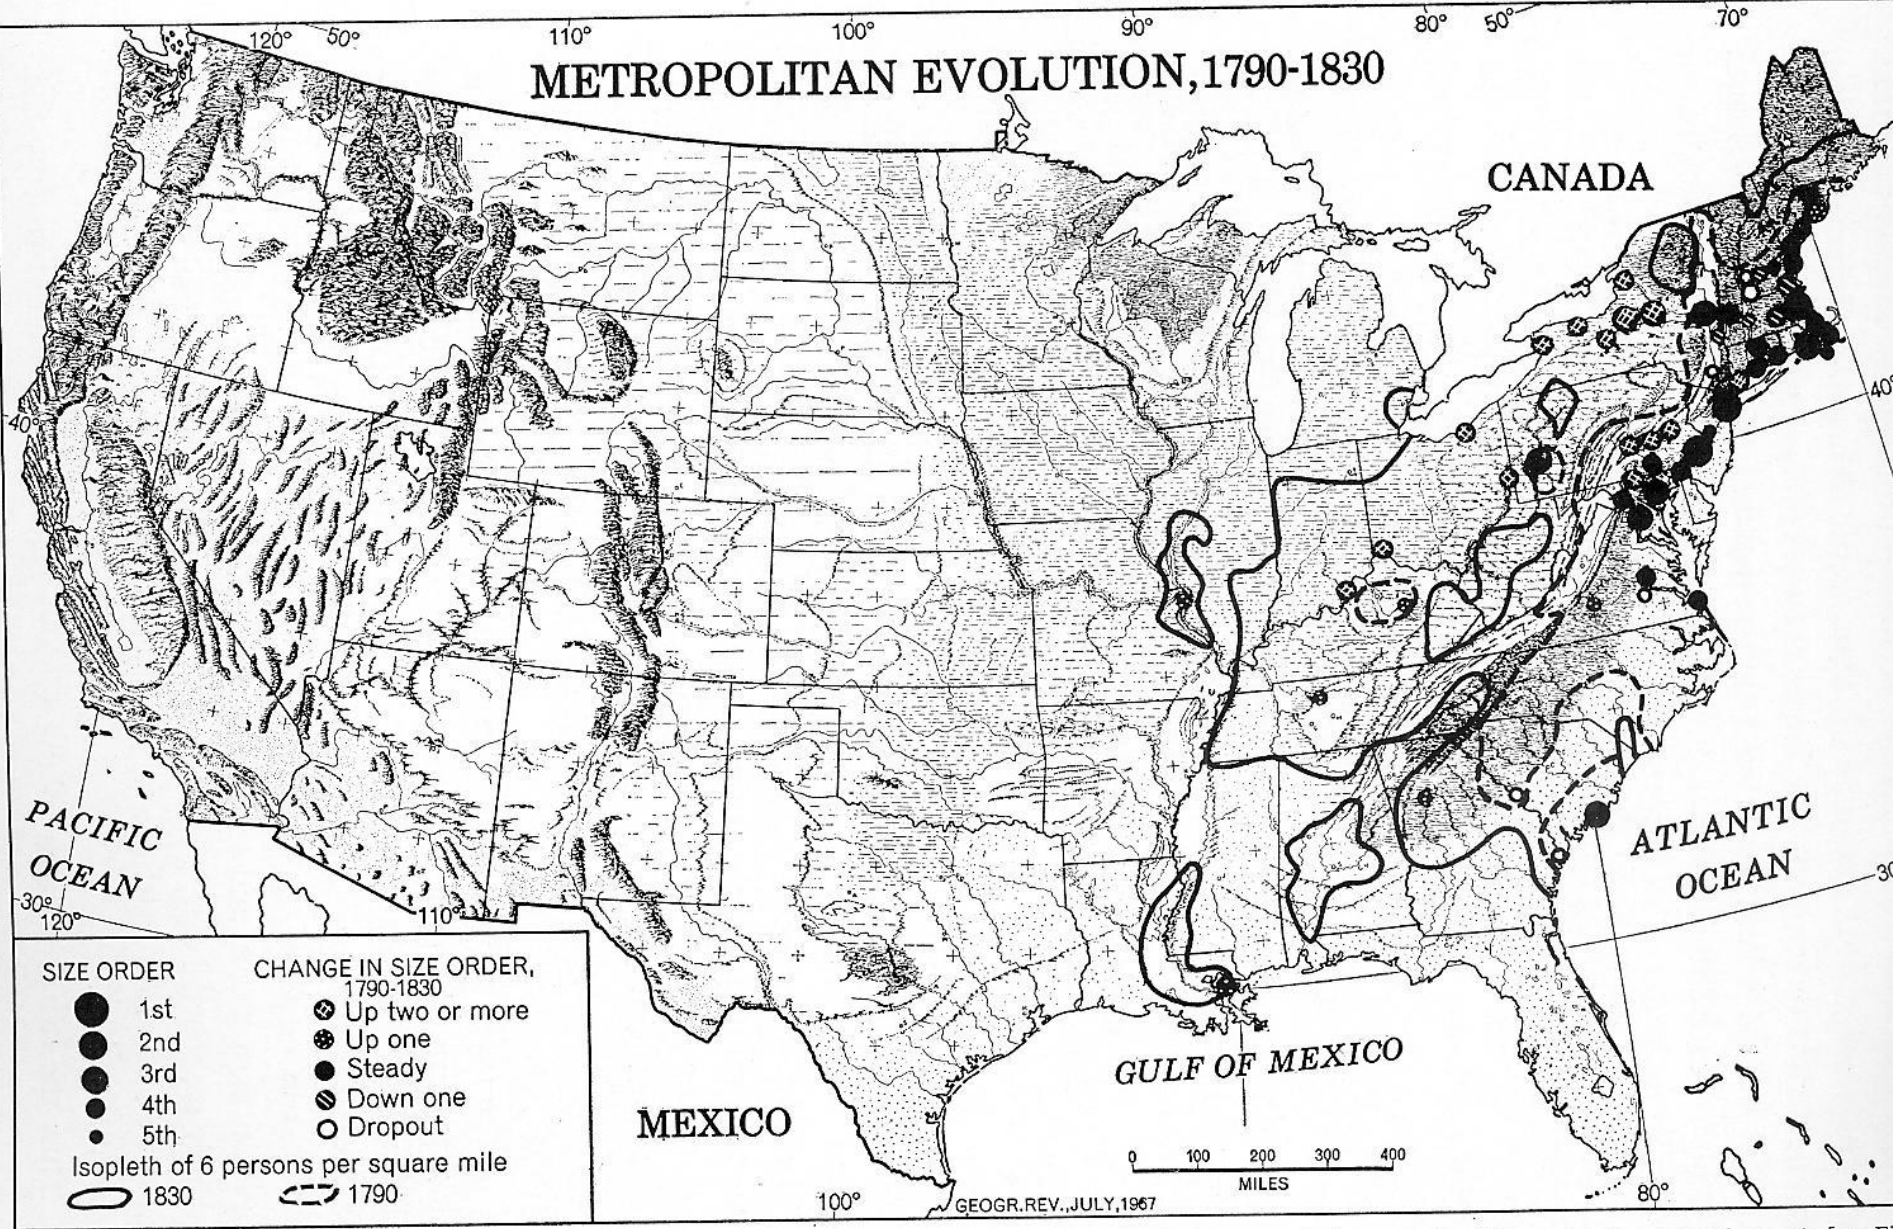 120° 50° 110° 100° 90° 80° 50° 70°
METROPOLITAN EVOLUTION, 1790-1830
CANADA
40°
40°
PACIFIC
OCEAN
ATLANTIC
OCEAN
30°
120°
110°
30
SIZE ORDER
1st
2nd
3rd
4th
5th
CHANGE IN SIZE ORDER,
1790-1830
Up two or more
Up one
Steady
Down one
Dropout
Isopleth of 6 persons per square mile
1830 1790
MEXICO
GULF OF MEXICO
0 100 200 300 400
MILES
100°
GEOGR. REV., JULY, 1967
80°